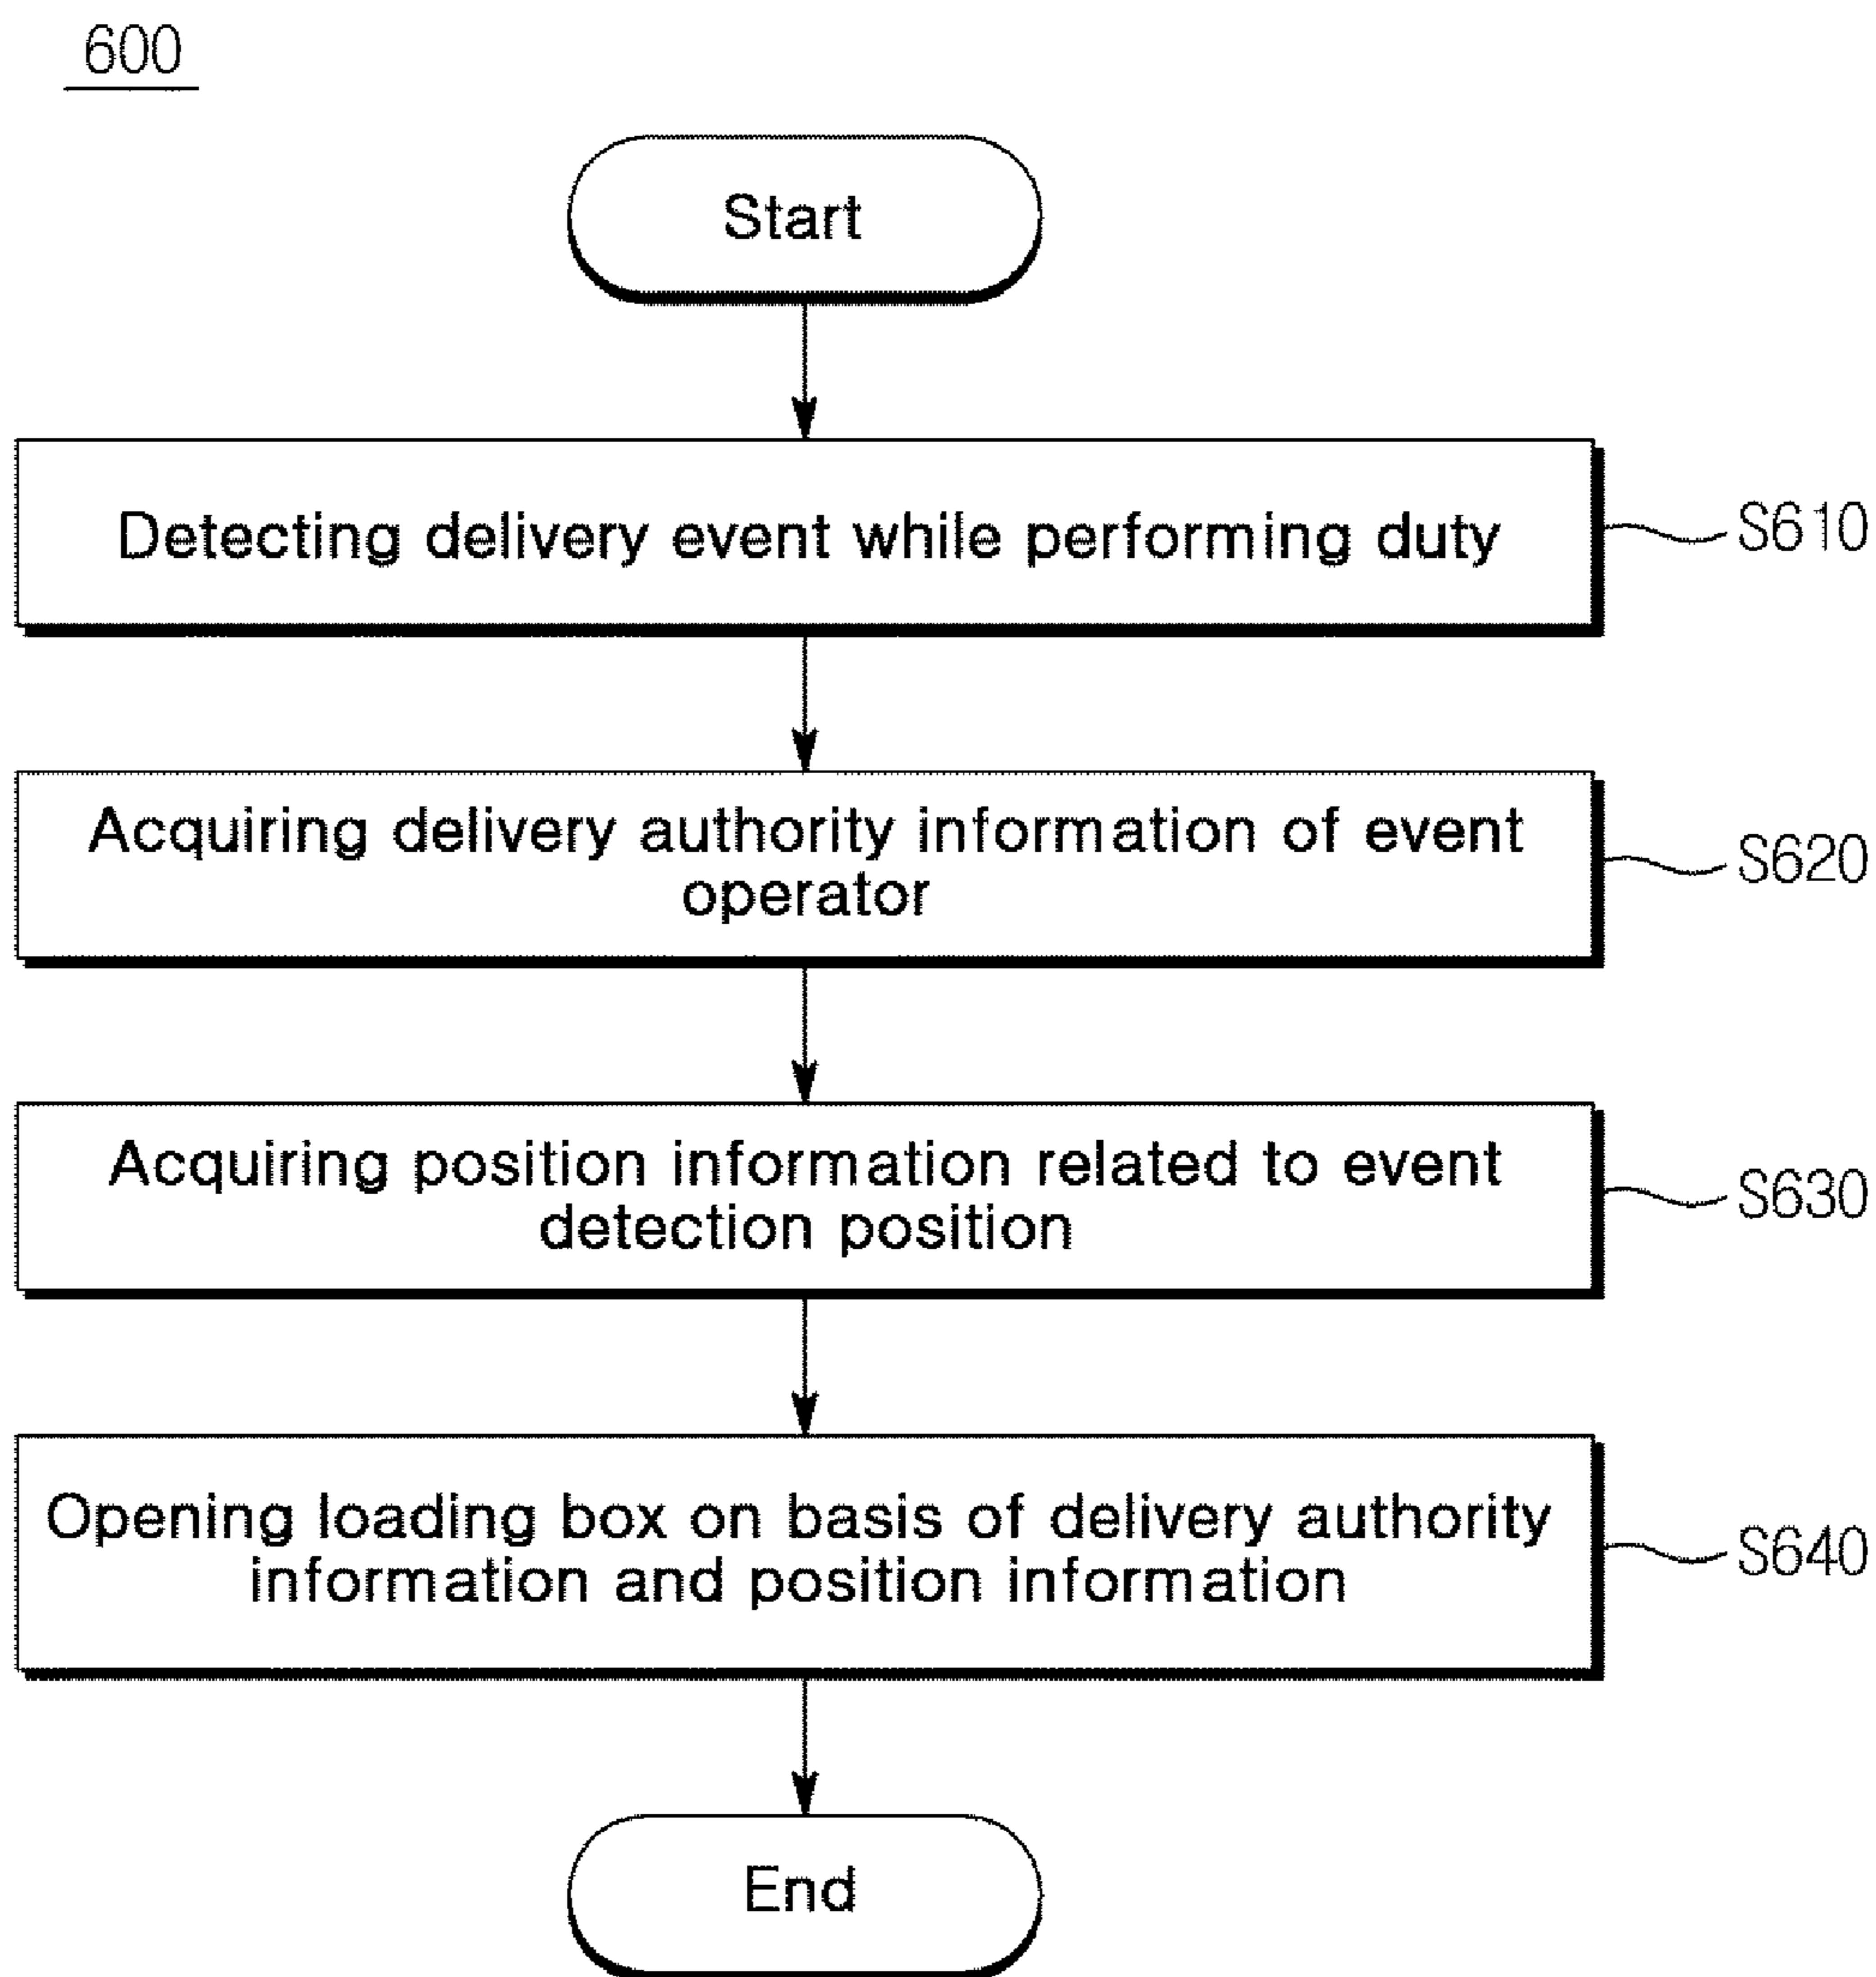 600
Start
Detecting delivery event while performing duty
S610
Acquiring delivery authority information of event
operator
S620
Acquiring position information related to event
detection position
S630
Opening loading box on basis of delivery authority
information and position information
S640
End